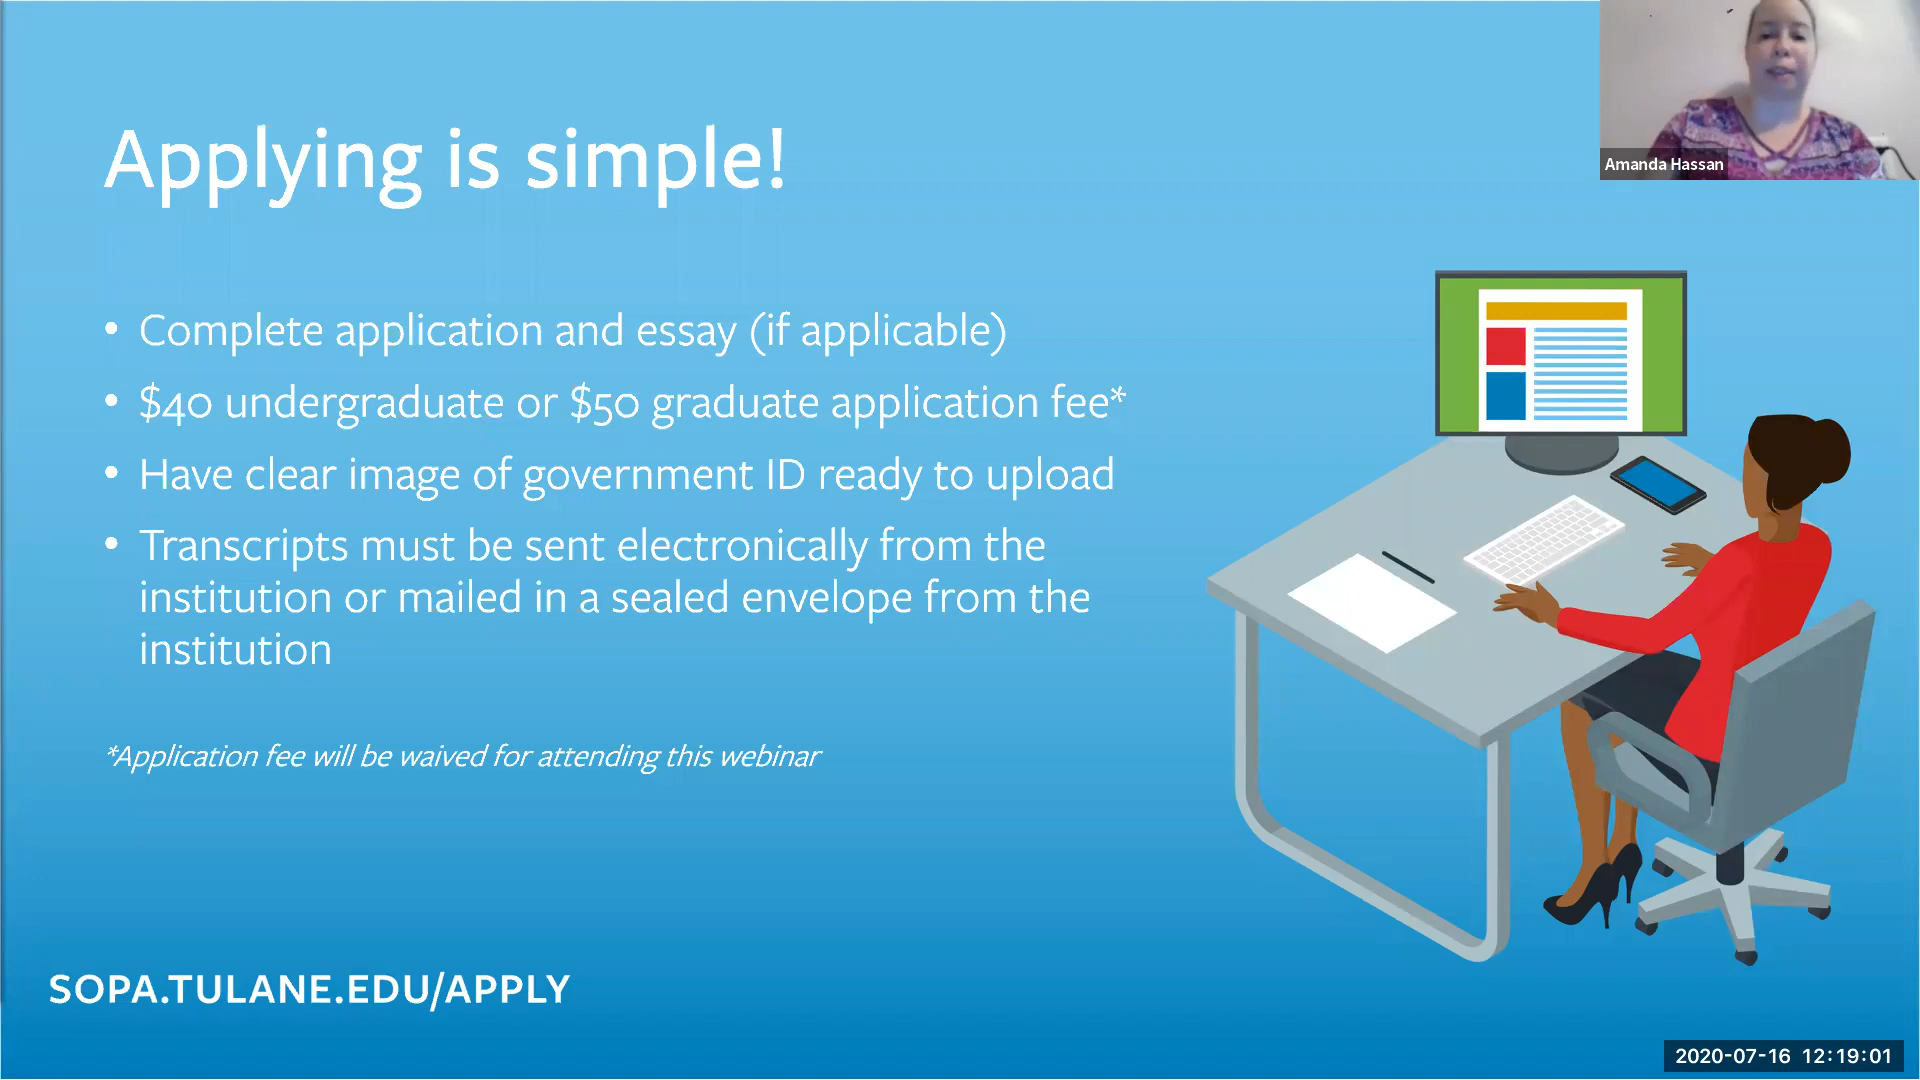 Applying is simple!
Amanda Hassan
• Complete application and essay (if applicable)
• $40 undergraduate or $50 graduate application fee*
• Have clear image of government ID ready to upload
• Transcripts must be sent electronically from the
institution or mailed in a sealed envelope from the
institution
*Application fee will be waived for attending this webinar
SOPA.TULANE.EDU/APPLY
2020-07-16 12:19:01